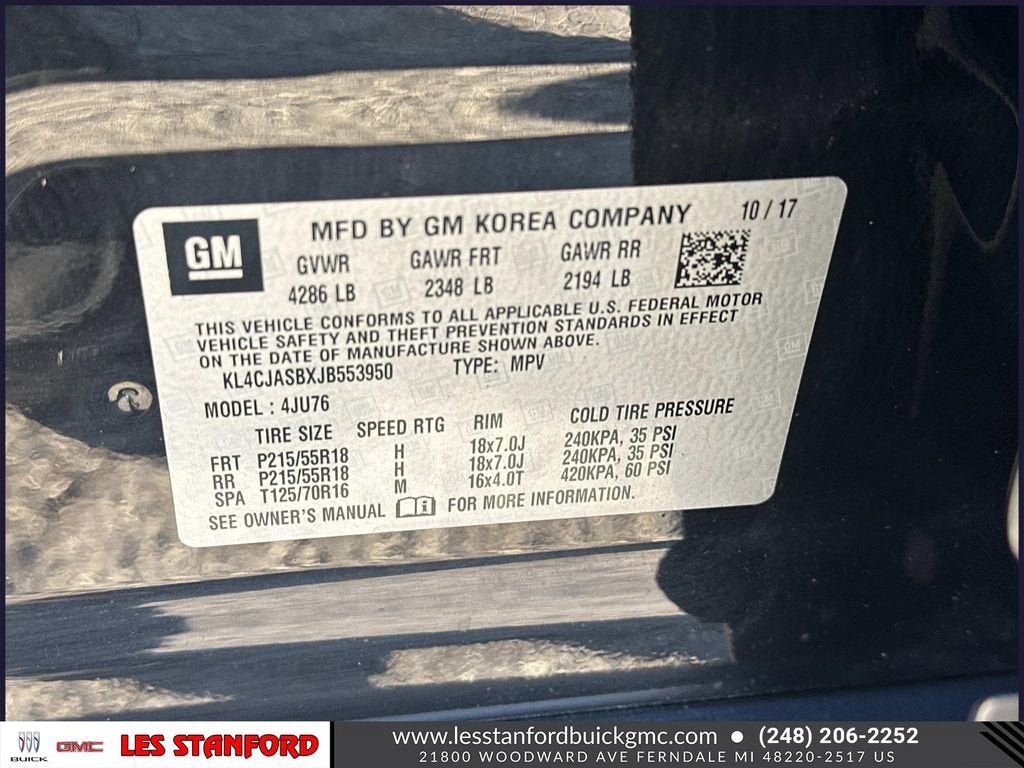 GM
MFD BY GM KOREA COMPANY 10 / 17
GVWR GAWR FRT GAWR RR
4286 LB 2348 LB 2194 LB
THIS VEHICLE CONFORMS TO ALL APPLICABLE U.S. FEDERAL MOTOR
VEHICLE SAFETY AND THEFT PREVENTION STANDARDS IN EFFECT
ON THE DATE OF MANUFACTURE SHOWN ABOVE.
KL4CJASBXJB553950 TYPE: MPV
MODEL : 4JU76
TIRE SIZE SPEED RTG RIM COLD TIRE PRESSURE
FRT P215/55R18 H 18x7.0J 240KPA, 35 PSI
RR P215/55R18 H 18x7.0J 240KPA, 35 PSI
SPA T125/70R16 M 16x4.0T 420KPA, 60 PSI
SEE OWNER'S MANUAL FOR MORE INFORMATION.
BUICK GMC LES STANFORD
www.lesstanfordbuickgmc.com ● (248) 206-2252
21800 WOODWARD AVE FERNDALE MI 48220-2517 US